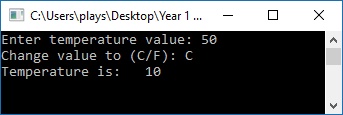 C:\Users\plays\Desktop\Year 1 ...
Enter temperature value: 50
Change value to (C/F): C
Temperature is:   10